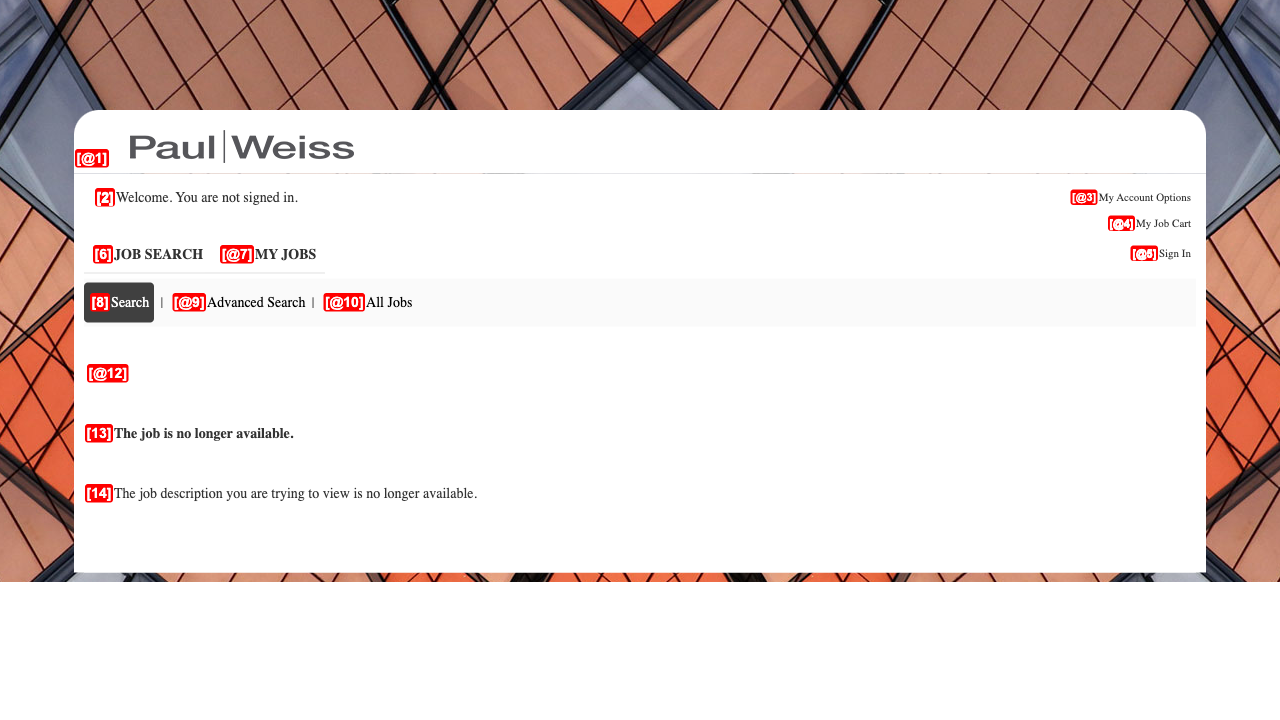 Paul|Weiss
[@1]
[2]Welcome. You are not signed in.
[@3]My Account Options
[@4]My Job Cart
[@5]Sign In
[6]JOB SEARCH [@7]MY JOBS
[8]Search | [@9]Advanced Search | [@10]All Jobs
[@12]
[13]The job is no longer available.
[14]The job description you are trying to view is no longer available.